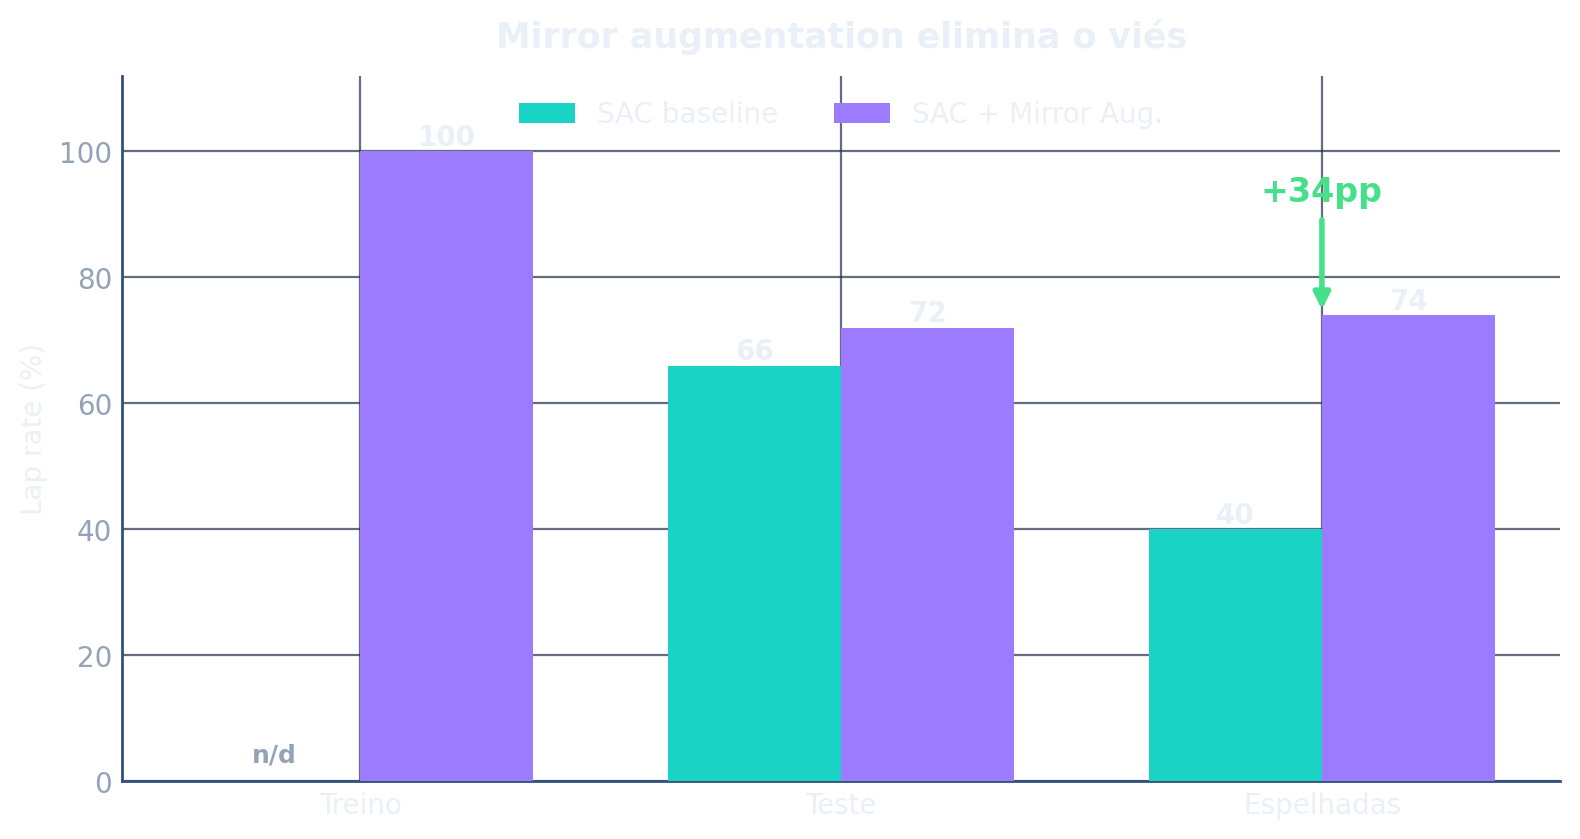 Mirror augmentation elimina o viés
SAC baseline
SAC + Mirror Aug.
Lap rate (%)
100
80
60
40
20
0
n/d
100
66
72
40
74
+34pp
Treino
Teste
Espelhadas